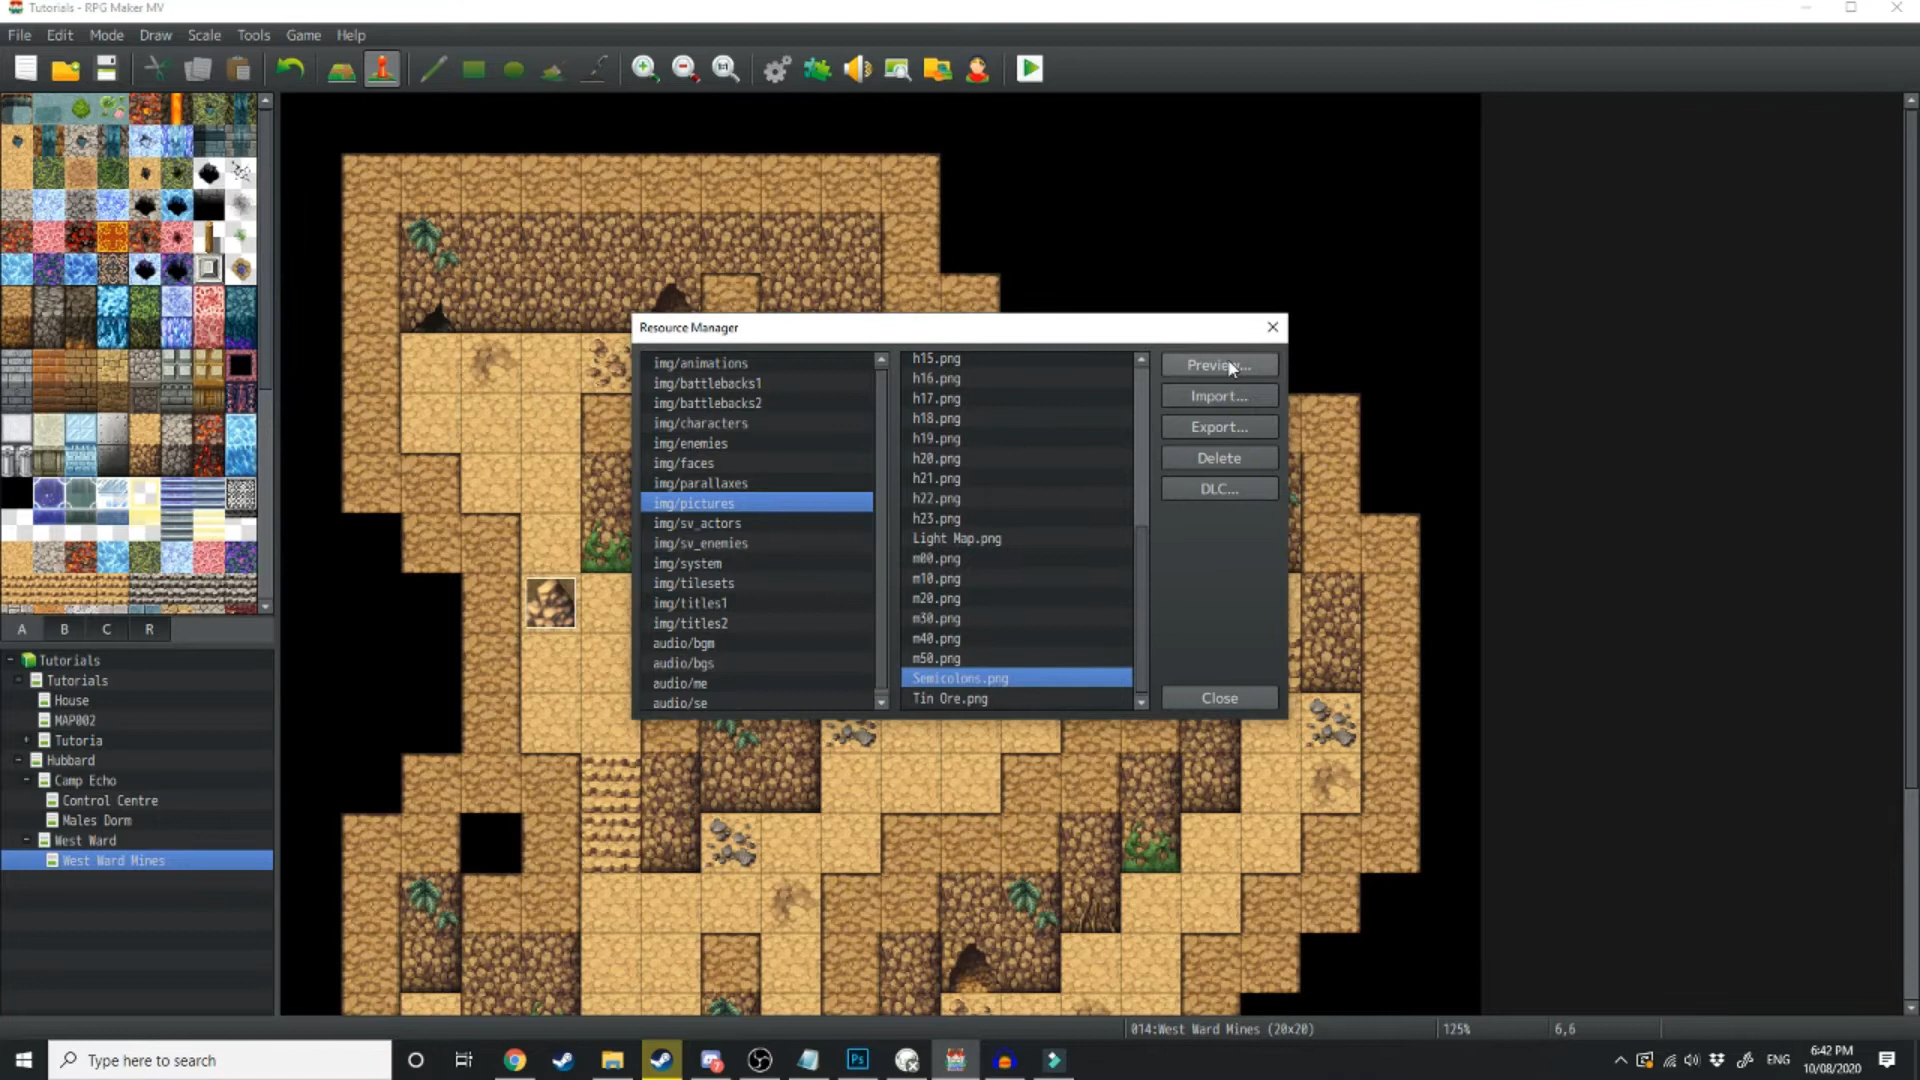 Tutorials - RPG Maker MV
File Edit Mode Draw Scale Tools Game Help
Resource Manager
img/animations
img/battlebacks1
img/battlebacks2
img/characters
img/enemies
img/faces
img/parallaxes
img/pictures
img/sv_actors
img/sv_enemies
img/system
img/tilesets
img/titles1
img/titles2
audio/bgm
audio/bgs
audio/me
audio/se
h15.png
h16.png
h17.png
h18.png
h19.png
h20.png
h21.png
h22.png
h23.png
Light Map.png
m00.png
m10.png
m20.png
m30.png
m40.png
m50.png
Semicolons.png
Tin Ore.png
Preview...
Import...
Export...
Delete
DLC...
Close
A B C R
Tutorials
Tutorials
House
MAP002
Tutoria
Hubbard
Camp Echo
Control Centre
Males Dorm
West Ward
West Ward Mines
014:West Ward Mines (20x20) 125% 6,6
Type here to search
Ps
ENG
6:42 PM
10/08/2020